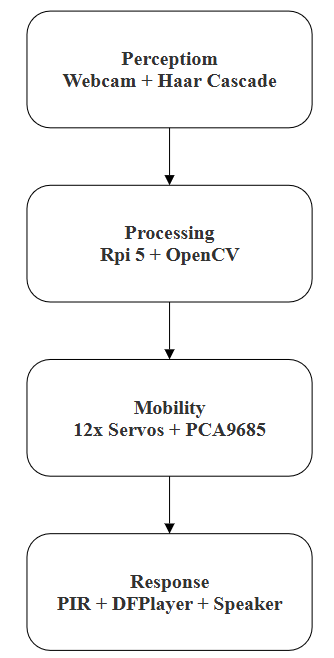 Perceptiom
Webcam + Haar Cascade
Processing
Rpi 5 + OpenCV
Mobility
12x Servos + PCA9685
Response
PIR + DFPlayer + Speaker